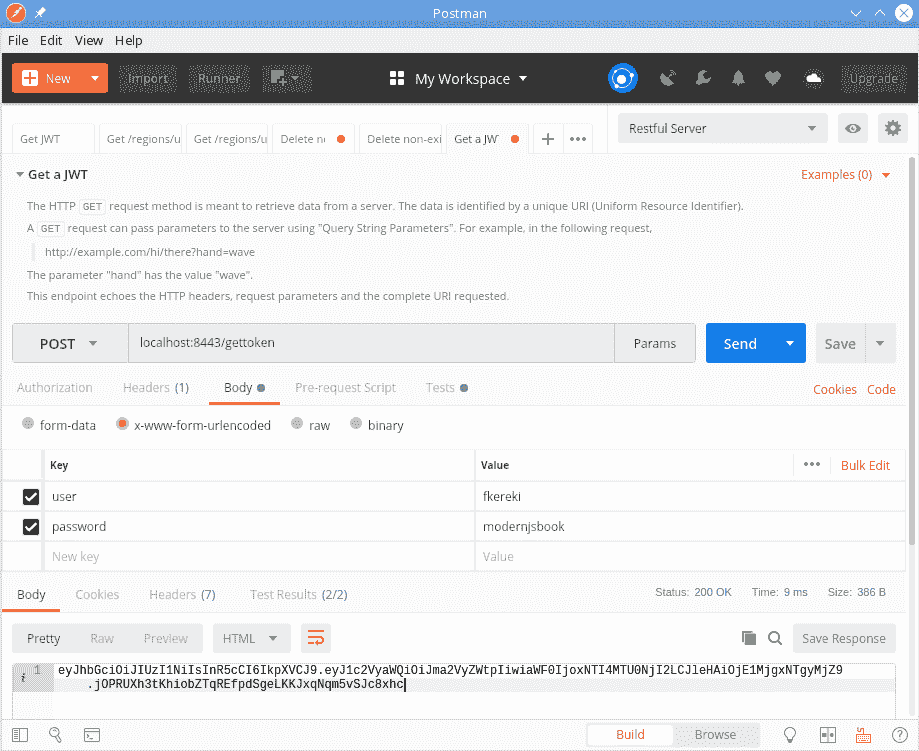 Postman
File Edit View Help
New Import Runner My Workspace Upgrade
Get JWT Get /regions/u Get /regions/u Delete n Delete non-exi Get a JW Restful Server
Get a JWT Examples (0)
The HTTP GET request method is meant to retrieve data from a server. The data is identified by a unique URI (Uniform Resource Identifier).
A GET request can pass parameters to the server using "Query String Parameters". For example, in the following request,
http://example.com/hi/there?hand=wave
The parameter "hand" has the value "wave".
This endpoint echoes the HTTP headers, request parameters and the complete URI requested.
POST localhost:8443/gettoken Params Send Save
Authorization Headers (1) Body Pre-request Script Tests Cookies Code
form-data x-www-form-urlencoded raw binary
Key Value Bulk Edit
user fkereki
password modernjsbook
New key Value
Body Cookies Headers (7) Test Results (2/2) Status: 200 OK Time: 9 ms Size: 386 B
Pretty Raw Preview HTML Save Response
1 eyJhbGciOiJIUzI1NiIsInR5cCI6IkpXVCJ9.eyJ1c2VyaWQiOiJma2VyZWtpIiwiaWF0IjoxNTI4MTU0NjI2LCJleHAiOjE1MjgxNTgyMjZ9
.jOPRUXh3tKhiobZTqREfpdSgeLKKJxqNqm5vSJc8xhc
Build Browse